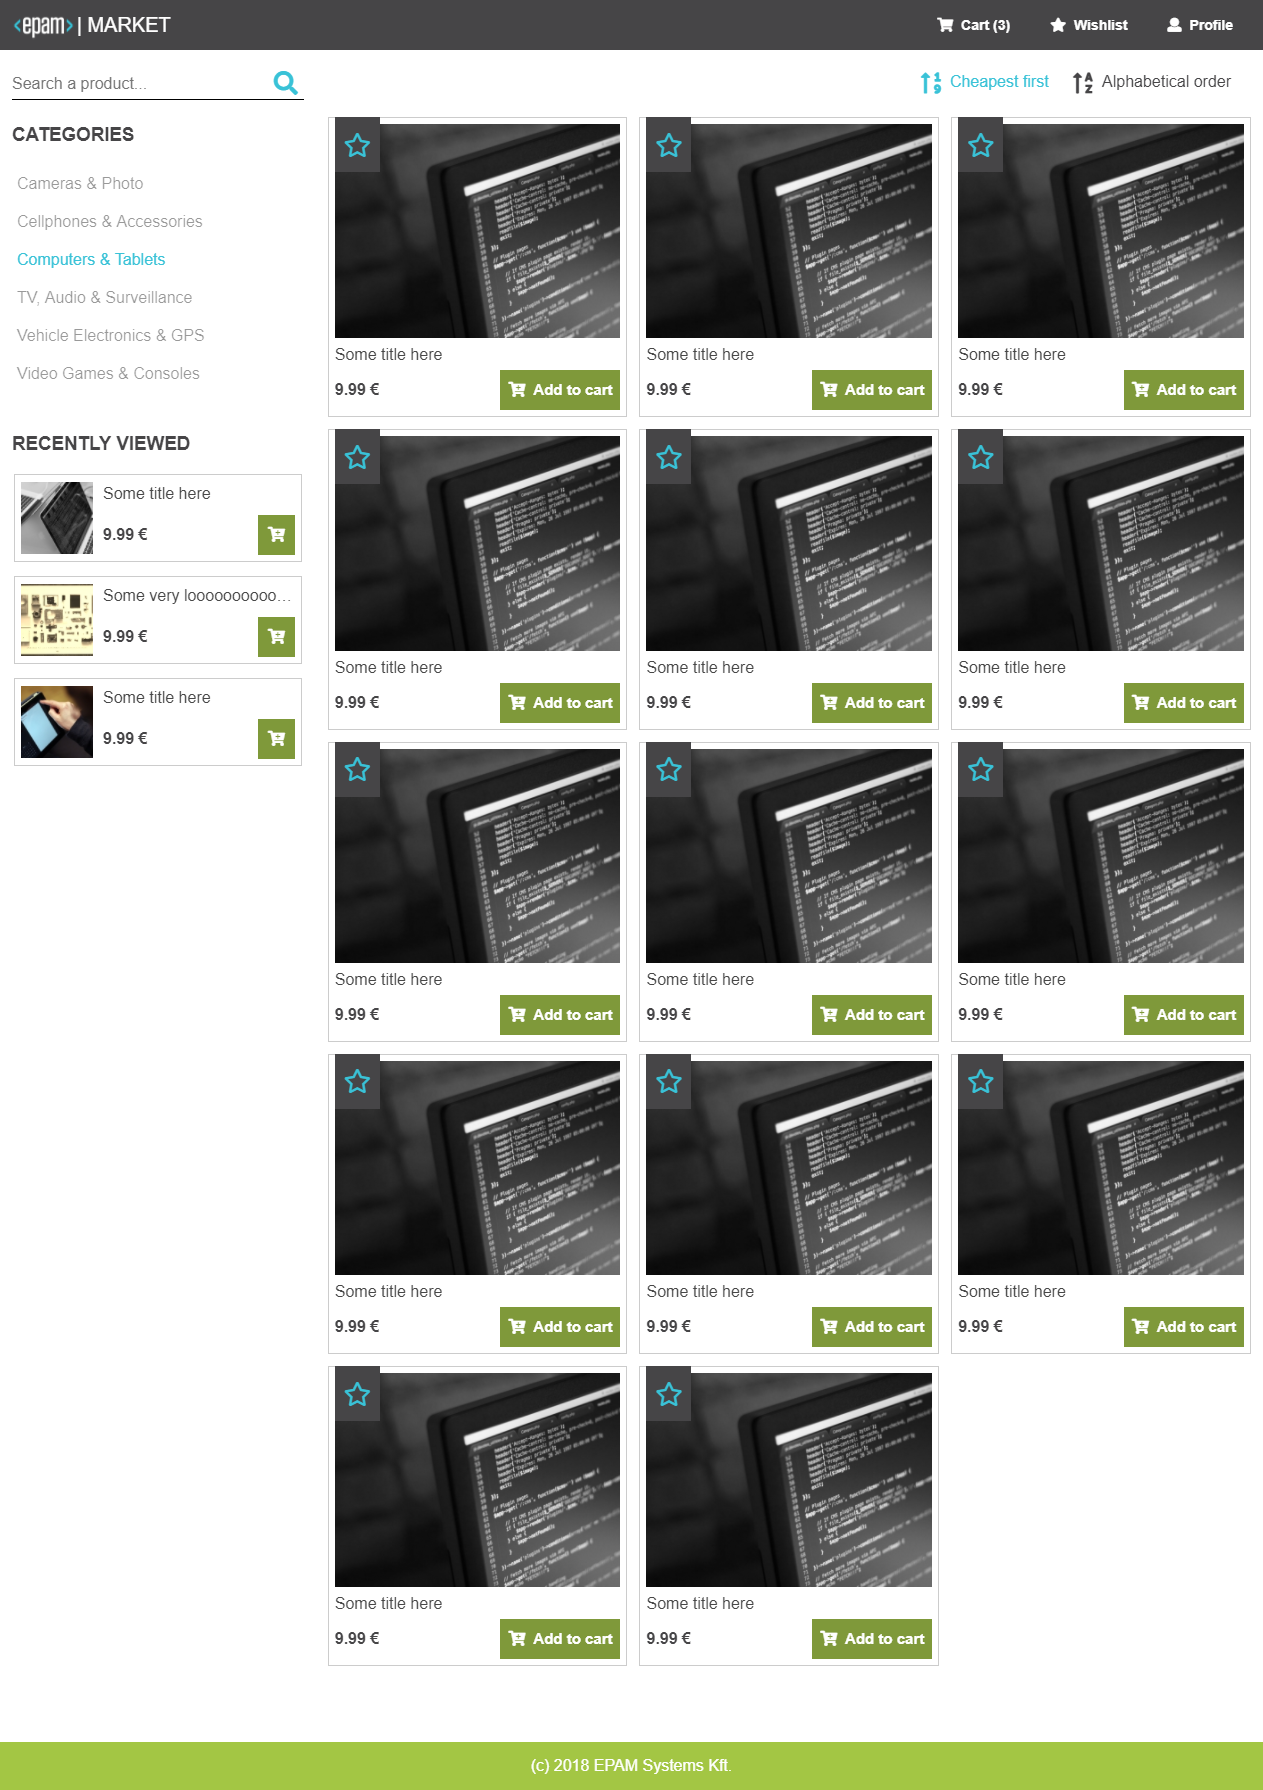 <epam> | MARKET
Cart (3)
Wishlist
Profile
Search a product...
Cheapest first
Alphabetical order
CATEGORIES
Cameras & Photo
Cellphones & Accessories
Computers & Tablets
TV, Audio & Surveillance
Vehicle Electronics & GPS
Video Games & Consoles
RECENTLY VIEWED
Some title here
9.99 €
Some very loooooooooo...
9.99 €
Some title here
9.99 €
Some title here
9.99 €
Add to cart
Some title here
9.99 €
Add to cart
Some title here
9.99 €
Add to cart
Some title here
9.99 €
Add to cart
Some title here
9.99 €
Add to cart
Some title here
9.99 €
Add to cart
Some title here
9.99 €
Add to cart
Some title here
9.99 €
Add to cart
Some title here
9.99 €
Add to cart
Some title here
9.99 €
Add to cart
Some title here
9.99 €
Add to cart
Some title here
9.99 €
Add to cart
Some title here
9.99 €
Add to cart
Some title here
9.99 €
Add to cart
(c) 2018 EPAM Systems Kft.